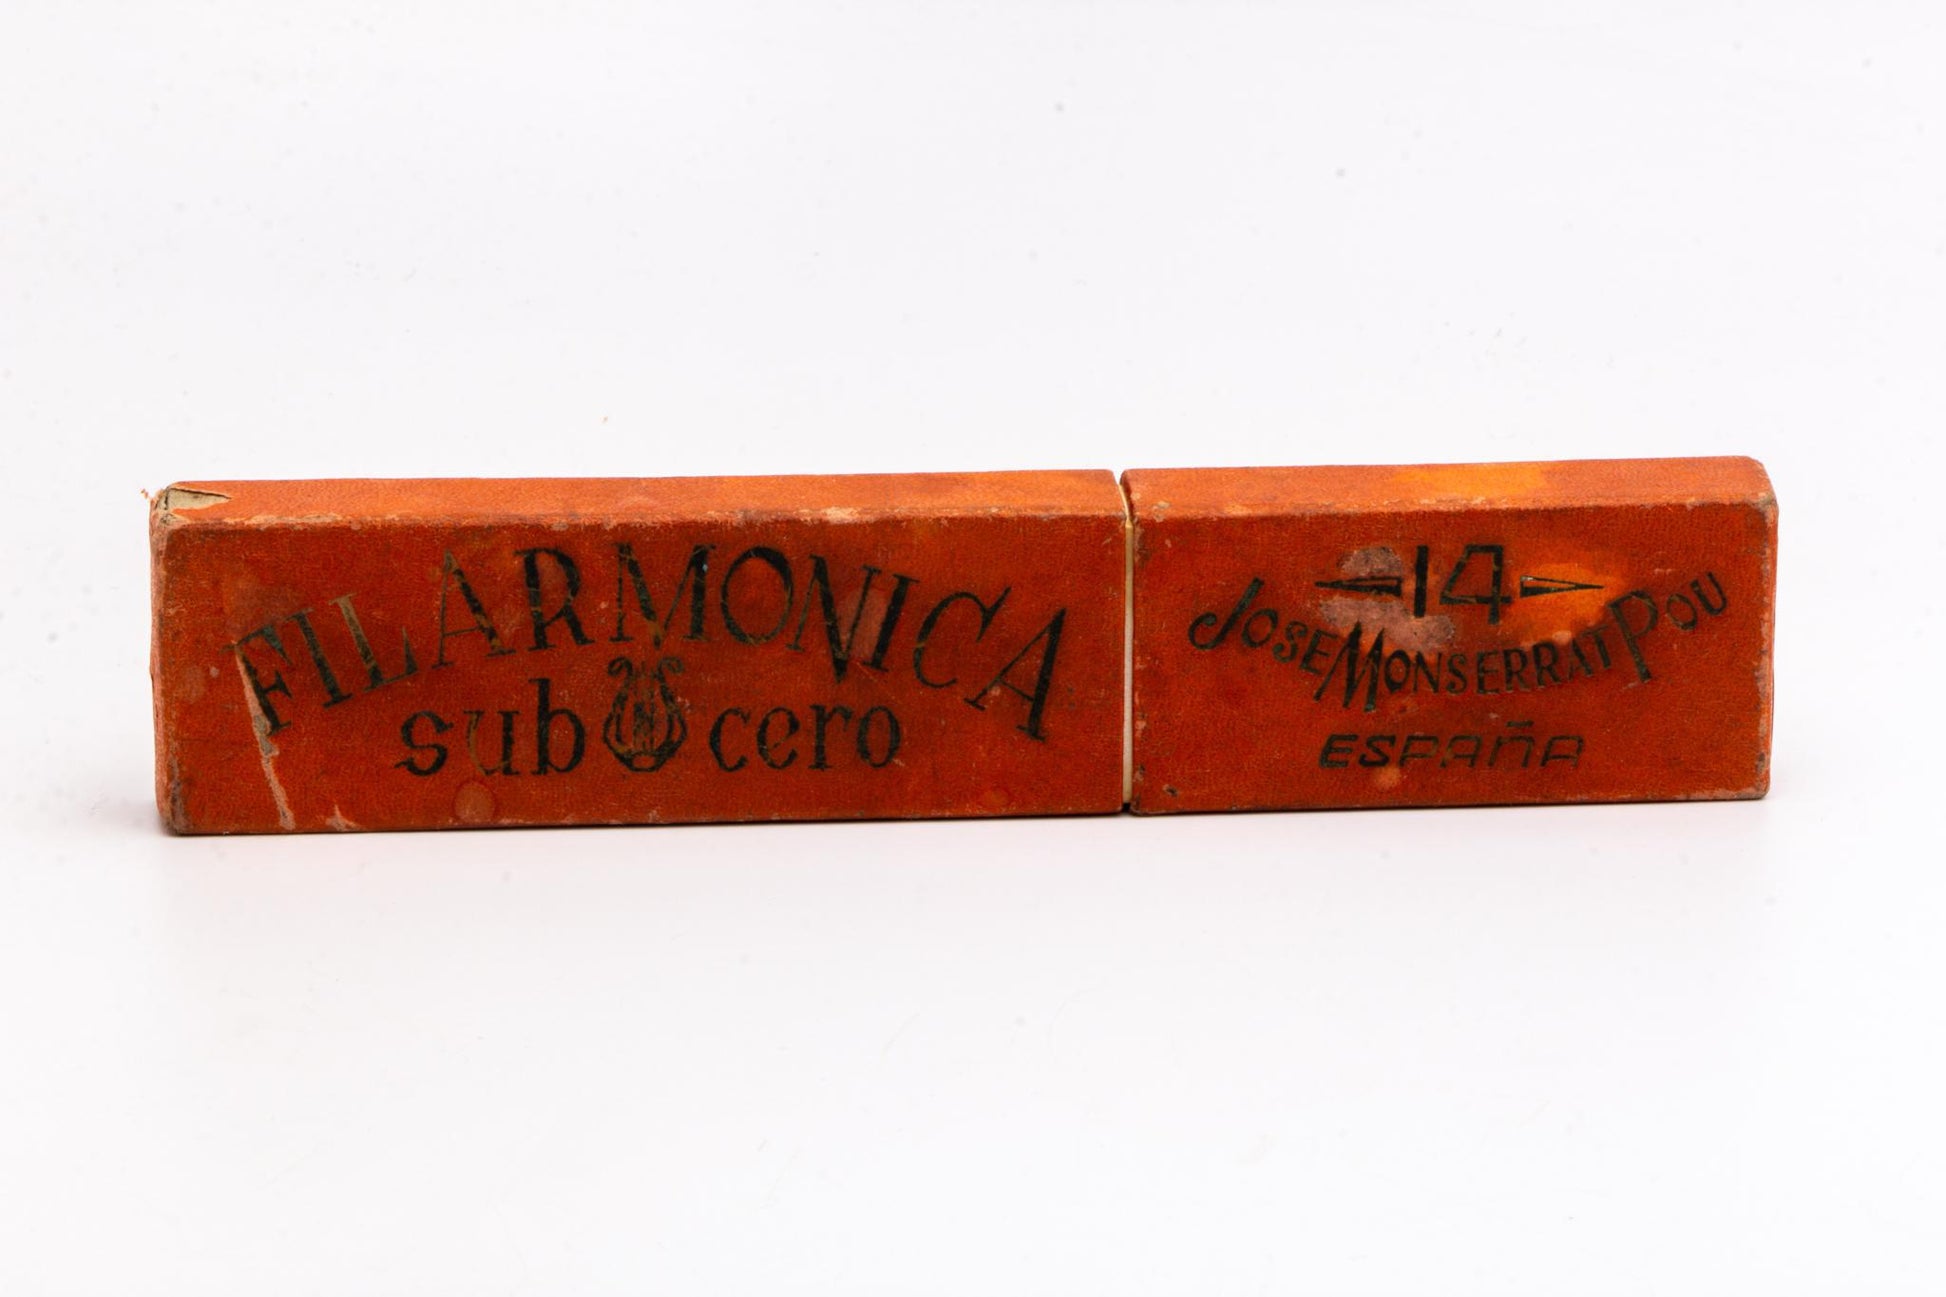 FILARMONICA
sub cero
14
JOSE MONSERRAT POU
ESPAÑA